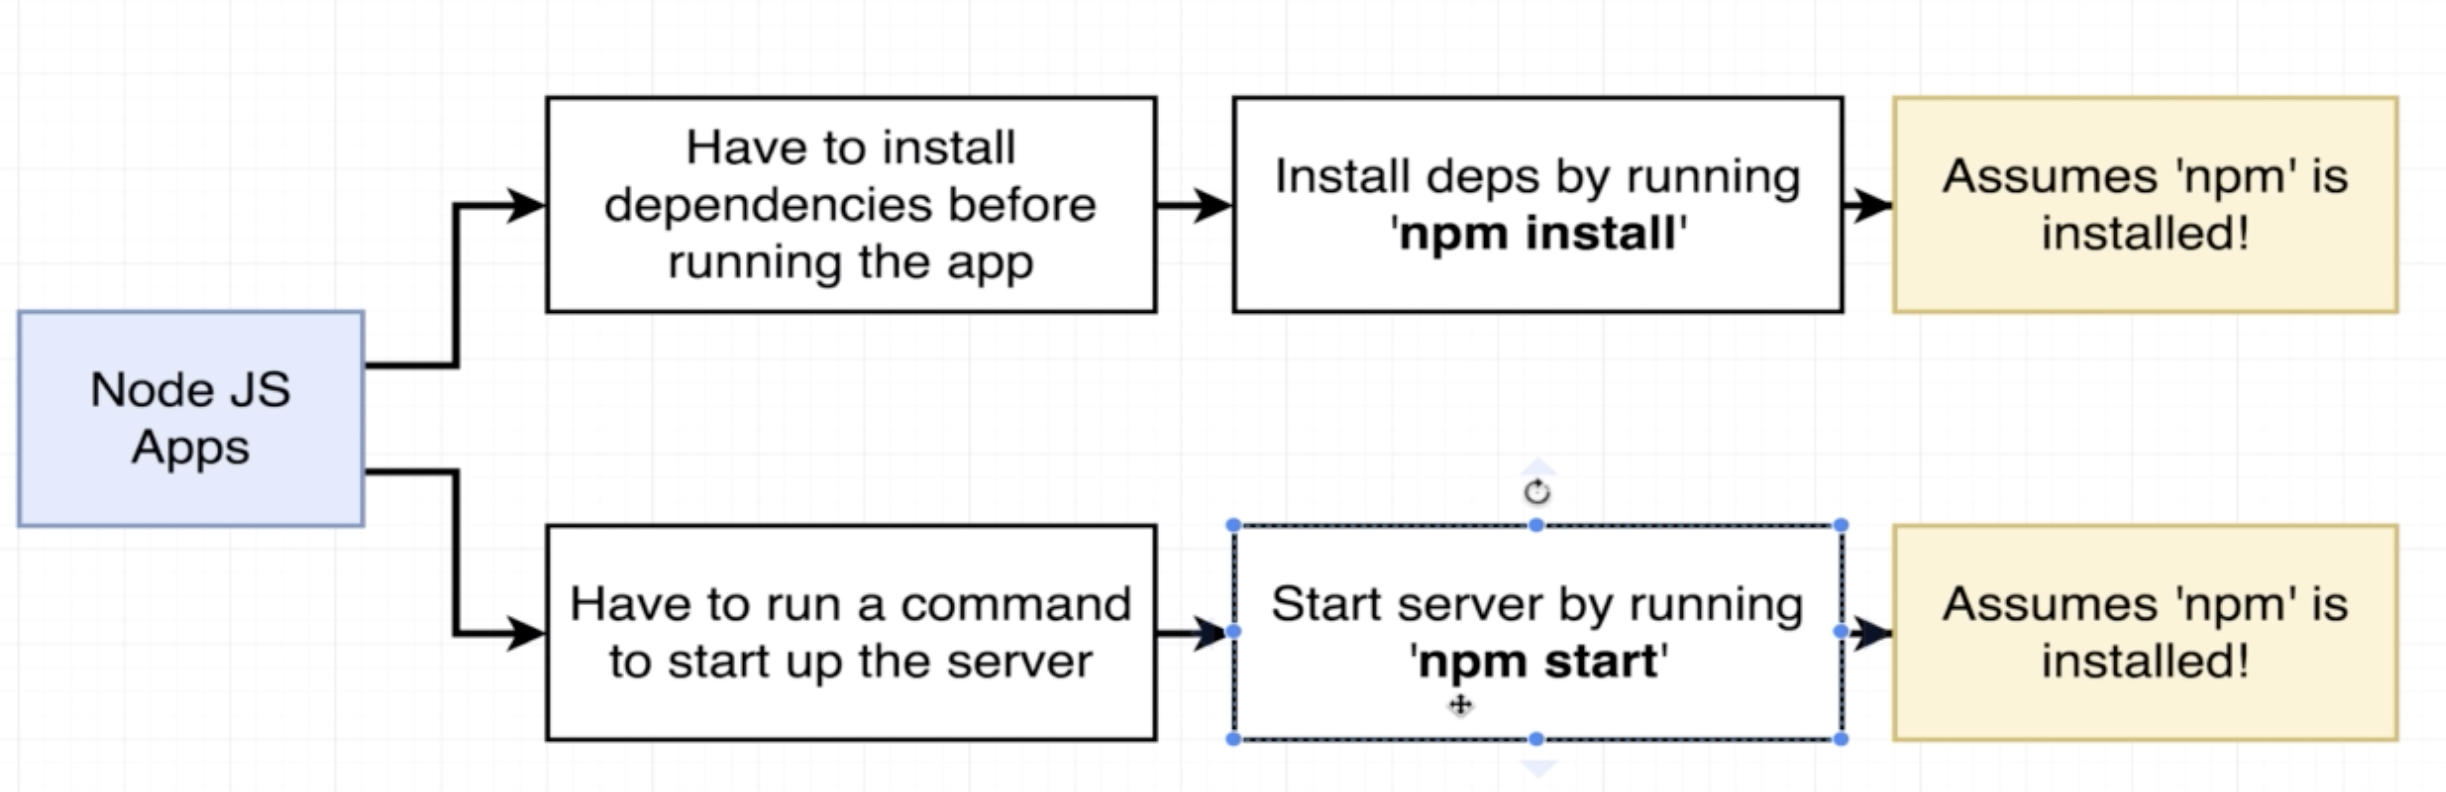 Node JS
Apps
Have to install
dependencies before
running the app
Install deps by running
'npm install'
Assumes 'npm' is
installed!
Have to run a command
to start up the server
Start server by running
'npm start'
Assumes 'npm' is
installed!